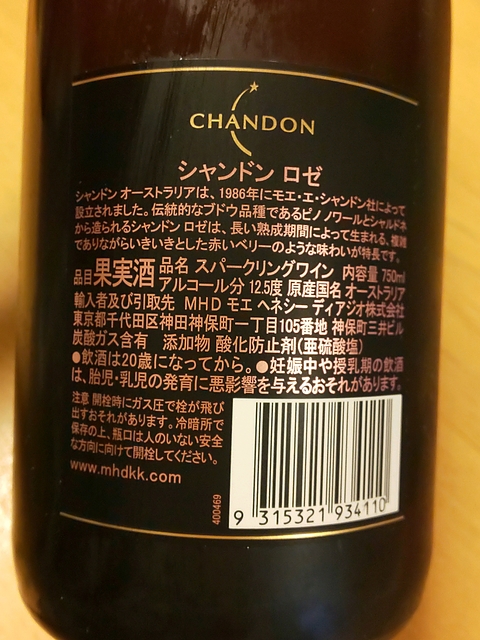 CHANDON
シャンドン ロゼ
シャンドン オーストラリアは、1986年にモエ・エ・シャンドン社によって
設立されました。伝統的なブドウ品種であるピノ ノワールとシャルドネ
から造られるシャンドン ロゼは、長い熟成期間によって生まれる、複雑
でありながらいきいきとした赤いベリーのような味わいが特長です。
品目果実酒 品名 スパークリングワイン 内容量 750ml
アルコール分 12.5度 原産国名 オーストラリア
輸入者及び引取先 MHD モエ ヘネシー ディアジオ株式会社
東京都千代田区神田神保町一丁目105番地 神保町三井ビル
炭酸ガス含有 添加物 酸化防止剤(亜硫酸塩)
●飲酒は20歳になってから。●妊娠中や授乳期の飲酒
は、胎児・乳児の発育に悪影響を与えるおそれがあります。
注意 開栓時にガス圧で栓が飛び
出すおそれがあります。冷暗所で
保存の上、瓶口は人のいない安全
な方向に向けて開栓してください。
www.mhdkk.com
400469
9 315321 934110